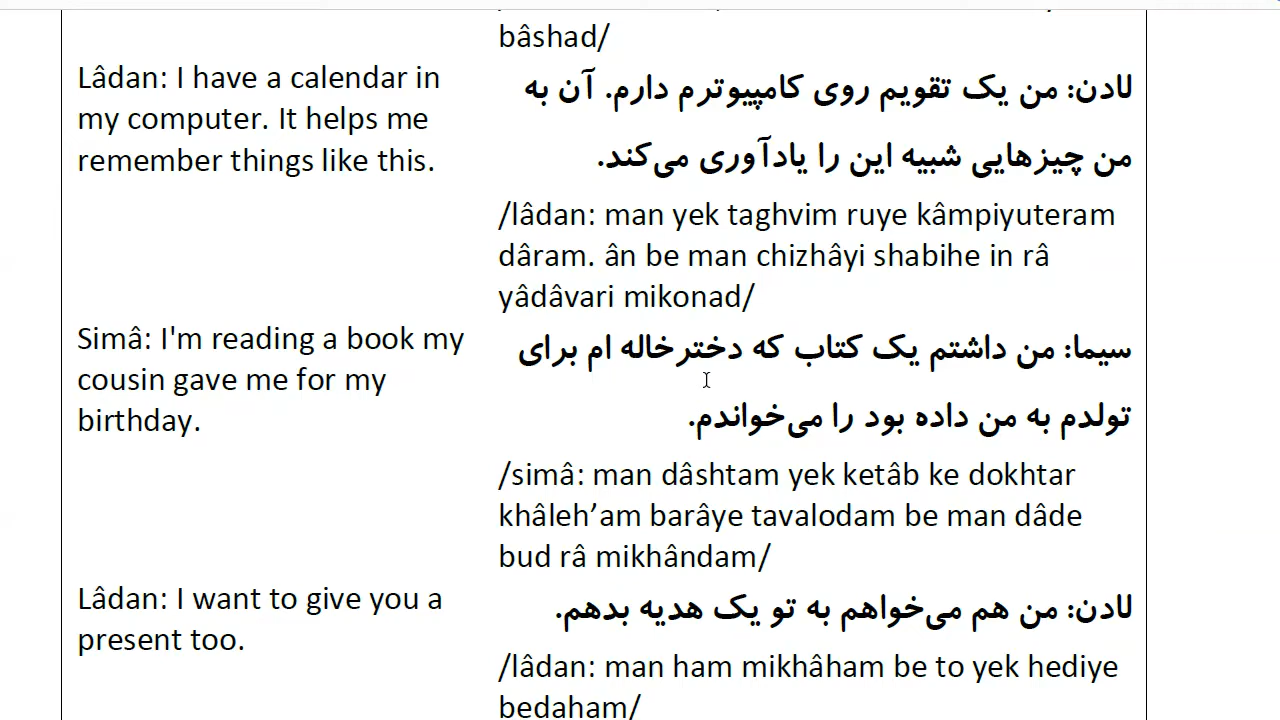 bâshad/
Lâdan: I have a calendar in
my computer. It helps me
remember things like this.
لادن: من یک تقویم روی کامپیوترم دارم. آن به
من چیزهایی شبیه این را یادآوری می‌کند.
/lâdan: man yek taghvim ruye kâmpiyuteram
dâram. ân be man chizhâyi shabihe in râ
yâdâvari mikonad/
Simâ: I'm reading a book my
cousin gave me for my
birthday.
سیما: من داشتم یک کتاب که دخترخاله ام برای
تولدم به من داده بود را می‌خواندم.
/simâ: man dâshtam yek ketâb ke dokhtar
khâleh’am barâye tavalodam be man dâde
bud râ mikhândam/
Lâdan: I want to give you a
present too.
لادن: من هم می‌خواهم به تو یک هدیه بدهم.
/lâdan: man ham mikhâham be to yek hediye
bedaham/